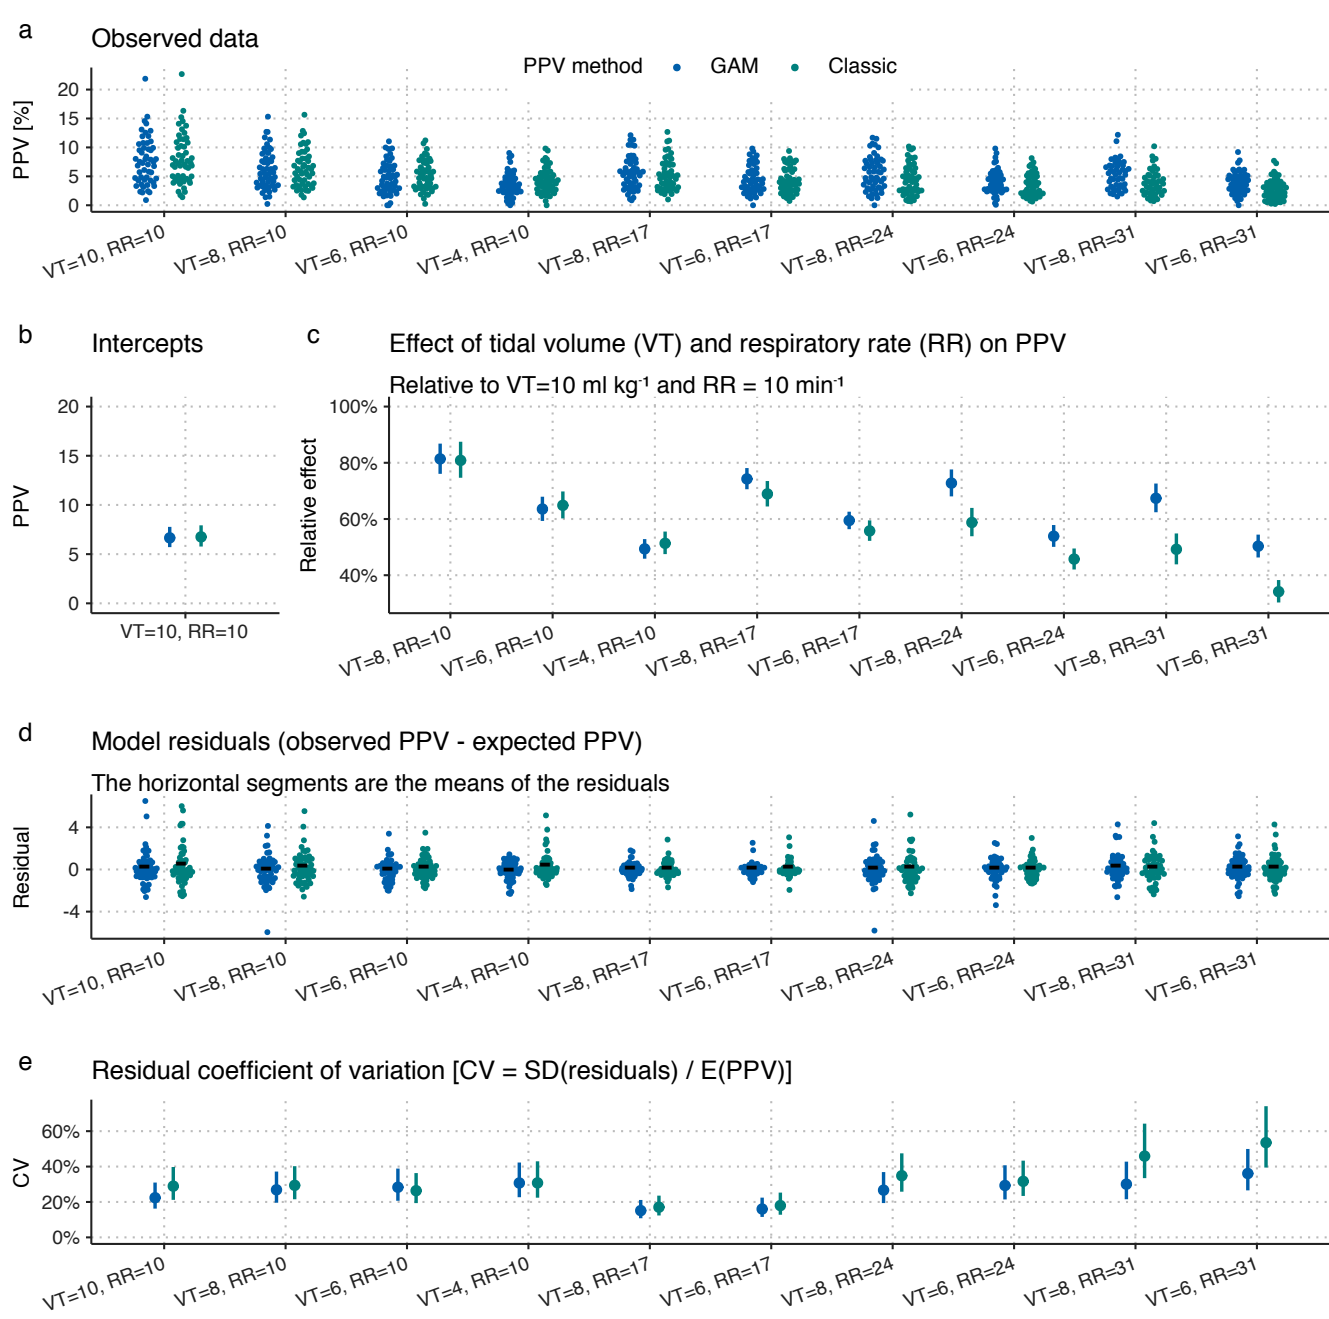 a
Observed data
PPV method GAM Classic
PPV [%]
20
15
10
5
0
VT=10, RR=10 VT=8, RR=10 VT=6, RR=10 VT=4, RR=10 VT=8, RR=17 VT=6, RR=17 VT=8, RR=24 VT=6, RR=24 VT=8, RR=31 VT=6, RR=31
b
Intercepts
PPV
20
15
10
5
0
VT=10, RR=10
c
Effect of tidal volume (VT) and respiratory rate (RR) on PPV
Relative to VT=10 ml kg⁻¹ and RR = 10 min⁻¹
Relative effect
100%
80%
60%
40%
VT=8, RR=10 VT=6, RR=10 VT=4, RR=10 VT=8, RR=17 VT=6, RR=17 VT=8, RR=24 VT=6, RR=24 VT=8, RR=31 VT=6, RR=31
d
Model residuals (observed PPV - expected PPV)
The horizontal segments are the means of the residuals
Residual
4
0
-4
VT=10, RR=10 VT=8, RR=10 VT=6, RR=10 VT=4, RR=10 VT=8, RR=17 VT=6, RR=17 VT=8, RR=24 VT=6, RR=24 VT=8, RR=31 VT=6, RR=31
e
Residual coefficient of variation [CV = SD(residuals) / E(PPV)]
CV
60%
40%
20%
0%
VT=10, RR=10 VT=8, RR=10 VT=6, RR=10 VT=4, RR=10 VT=8, RR=17 VT=6, RR=17 VT=8, RR=24 VT=6, RR=24 VT=8, RR=31 VT=6, RR=31